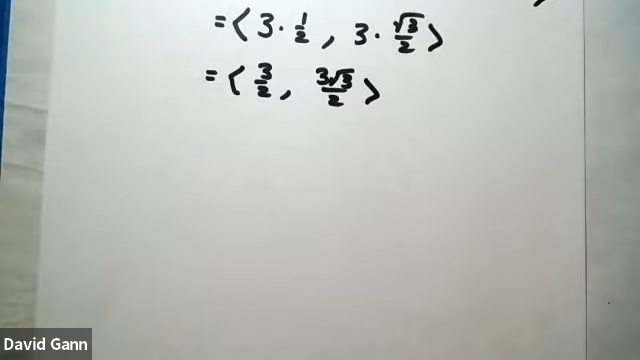 = ⟨ 3 · 1/2 , 3 · √3/2 ⟩
= ⟨ 3/2 , 3√3/2 ⟩
David Gann